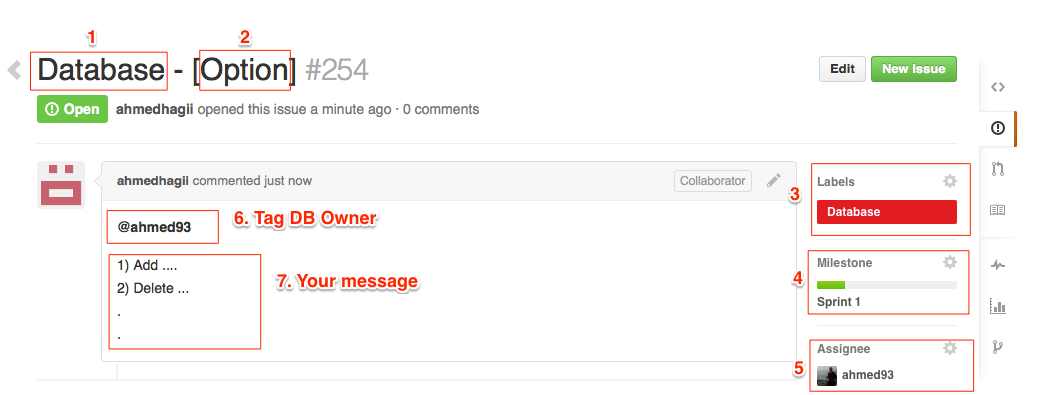 1
2
Database - [Option] #254
Edit
New issue
Open
ahmedhagii opened this issue a minute ago · 0 comments
ahmedhagii commented just now
Collaborator
3
Labels
Database
@ahmed93
6. Tag DB Owner
1) Add ....
2) Delete ...
.
.
7. Your message
4
Milestone
Sprint 1
5
Assignee
ahmed93